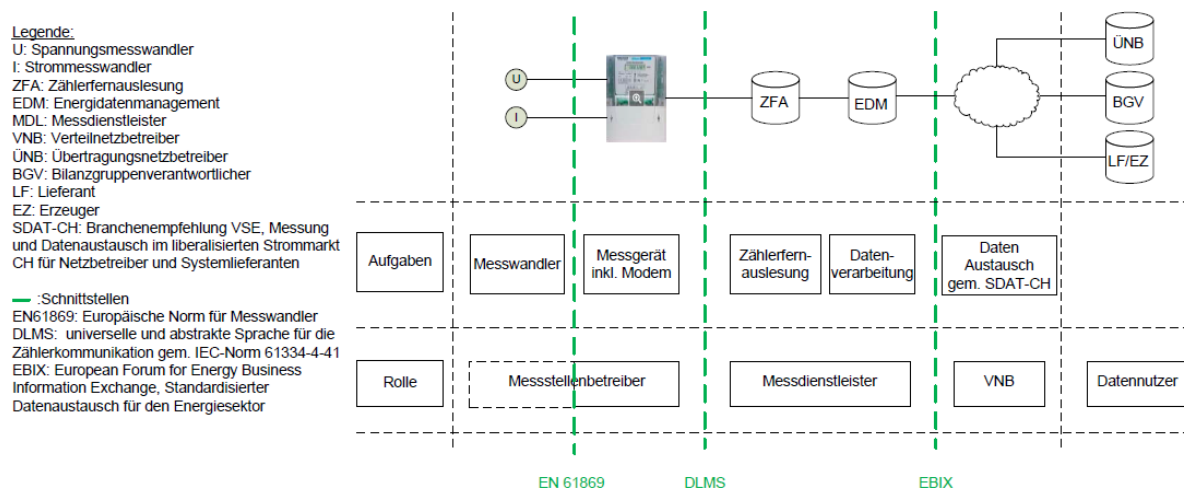 Legende:
U: Spannungsmesswandler
I: Strommesswandler
ZFA: Zählerfernauslesung
EDM: Energidatenmanagement
MDL: Messdienstleister
VNB: Verteilnetzbetreiber
ÜNB: Übertragungsnetzbetreiber
BGV: Bilanzgruppenverantwortlicher
LF: Lieferant
EZ: Erzeuger
SDAT-CH: Branchenempfehlung VSE, Messung
und Datenaustausch im liberalisierten Strommarkt
CH für Netzbetreiber und Systemlieferanten
:Schnittstellen
EN61869: Europäische Norm für Messwandler
DLMS: universelle und abstrakte Sprache für die
Zählerkommunikation gem. IEC-Norm 61334-4-41
EBIX: European Forum for Energy Business
Information Exchange, Standardisierter
Datenaustausch für den Energiesektor
U
I
ZFA
EDM
ÜNB
BGV
LF/EZ
Aufgaben
Messwandler
Messgerät
inkl. Modem
Zählerfern-
auslesung
Daten-
verarbeitung
Daten
Austausch
gem. SDAT-CH
Rolle
Messstellenbetreiber
Messdienstleister
VNB
Datennutzer
EN 61869
DLMS
EBIX